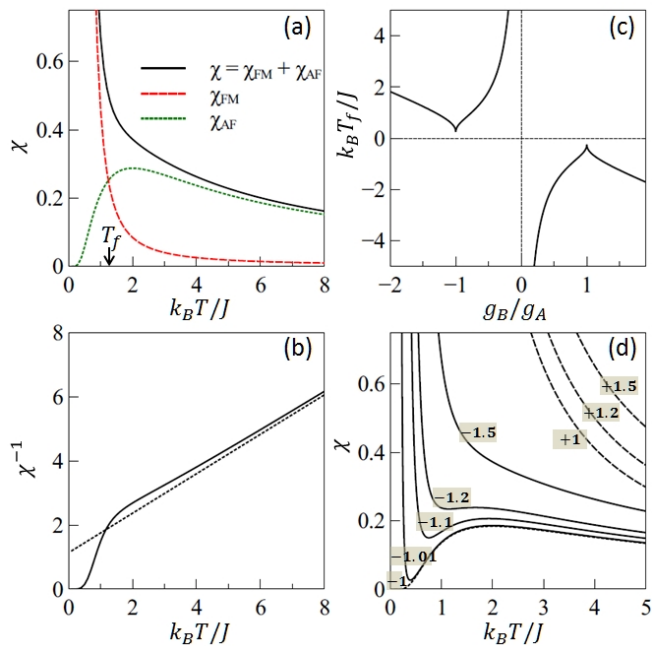 (a)
χ = χFM + χAF
χFM
χAF
0.6
0.4
0.2
0
χ
Tf
0 2 4 6 8
kBT/J
(c)
4
2
0
−2
−4
kBTf/J
−2 −1 0 1
gB/gA
(b)
8
6
4
2
0
χ−1
0 2 4 6 8
kBT/J
(d)
0.6
0.4
0.2
0
χ
+1.5
+1.2
+1
−1.5
−1.2
−1.1
−1.01
−1
0 1 2 3 4 5
kBT/J